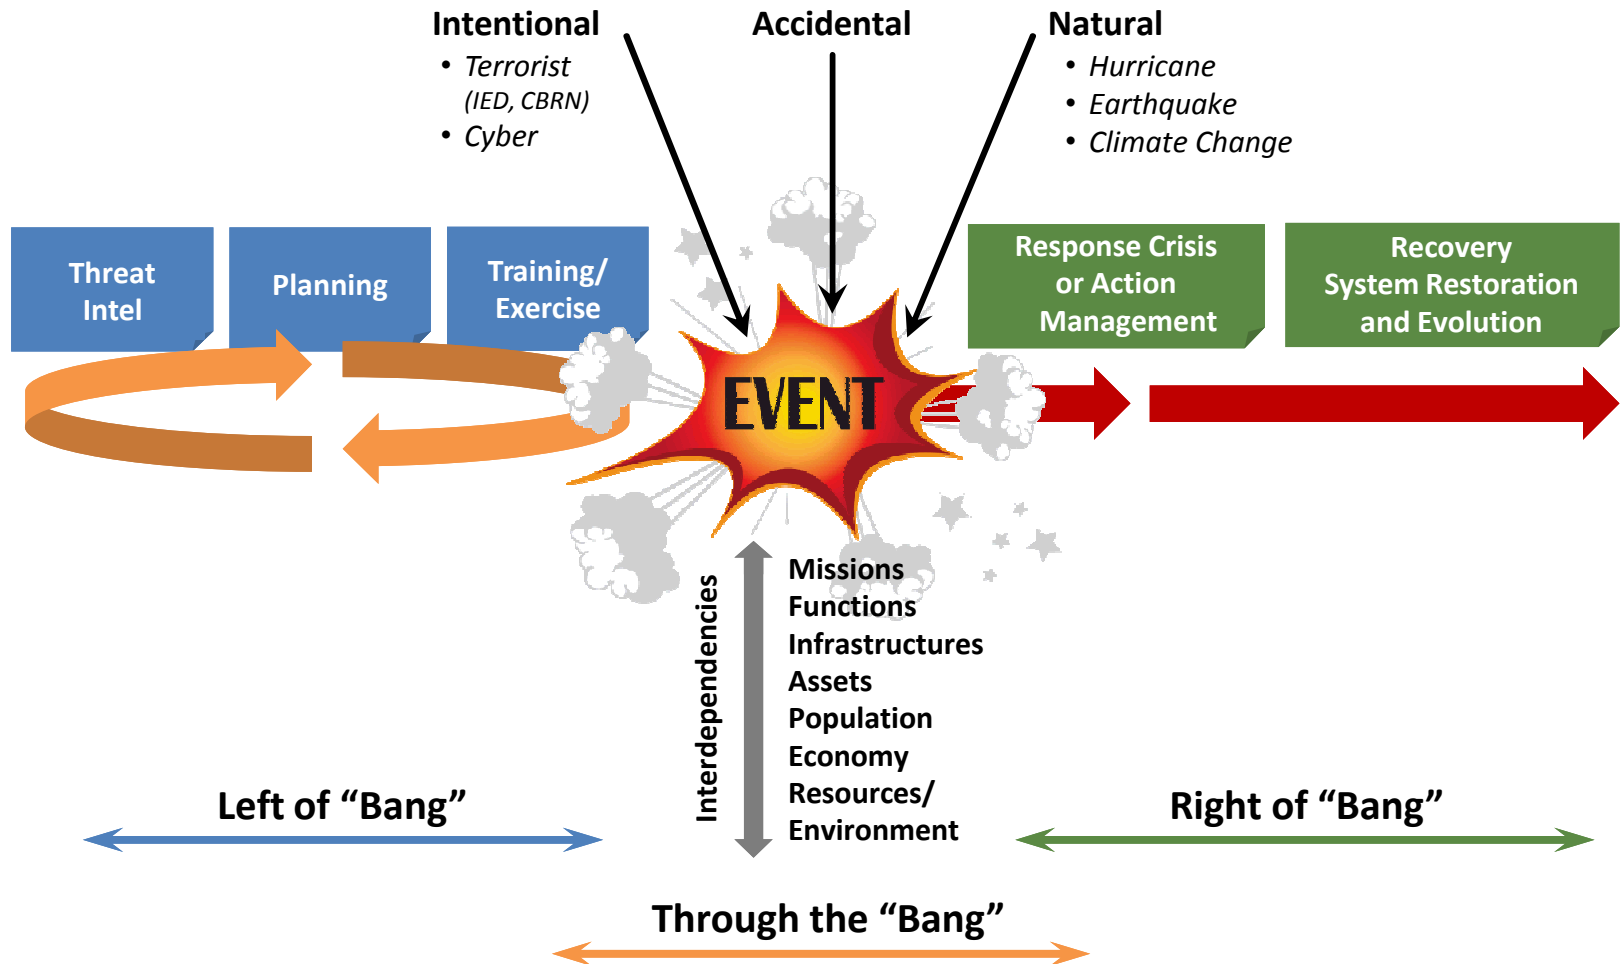 Intentional
• Terrorist
(IED, CBRN)
• Cyber
Accidental
Natural
• Hurricane
• Earthquake
• Climate Change
Threat
Intel
Planning
Training/
Exercise
Response Crisis
or Action
Management
Recovery
System Restoration
and Evolution
EVENT
Interdependencies
Missions
Functions
Infrastructures
Assets
Population
Economy
Resources/
Environment
Left of “Bang”
Right of “Bang”
Through the “Bang”